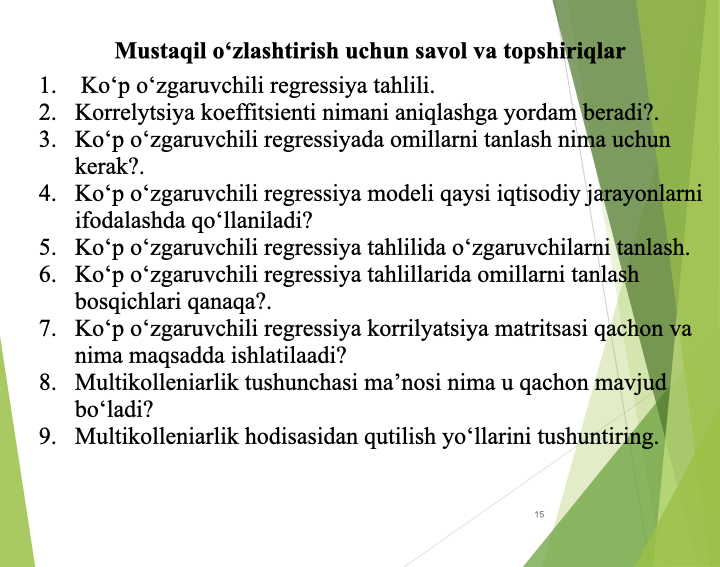 Mustaqil o‘zlashtirish uchun savol va topshiriqlar
1. Ko‘p o‘zgaruvchili regressiya tahlili.
2. Korrelytsiya koeffitsienti nimani aniqlashga yordam beradi?.
3. Ko‘p o‘zgaruvchili regressiyada omillarni tanlash nima uchun
kerak?.
4. Ko‘p o‘zgaruvchili regressiya modeli qaysi iqtisodiy jarayonlarni
ifodalashda qo‘llaniladi?
5. Ko‘p o‘zgaruvchili regressiya tahlilida o‘zgaruvchilarni tanlash.
6. Ko‘p o‘zgaruvchili regressiya tahlillarida omillarni tanlash
bosqichlari qanaqa?.
7. Ko‘p o‘zgaruvchili regressiya korrilyatsiya matritsasi qachon va
nima maqsadda ishlatilaadi?
8. Multikolleniarlik tushunchasi ma’nosi nima u qachon mavjud
bo‘ladi?
9. Multikolleniarlik hodisasidan qutilish yo‘llarini tushuntiring.
15